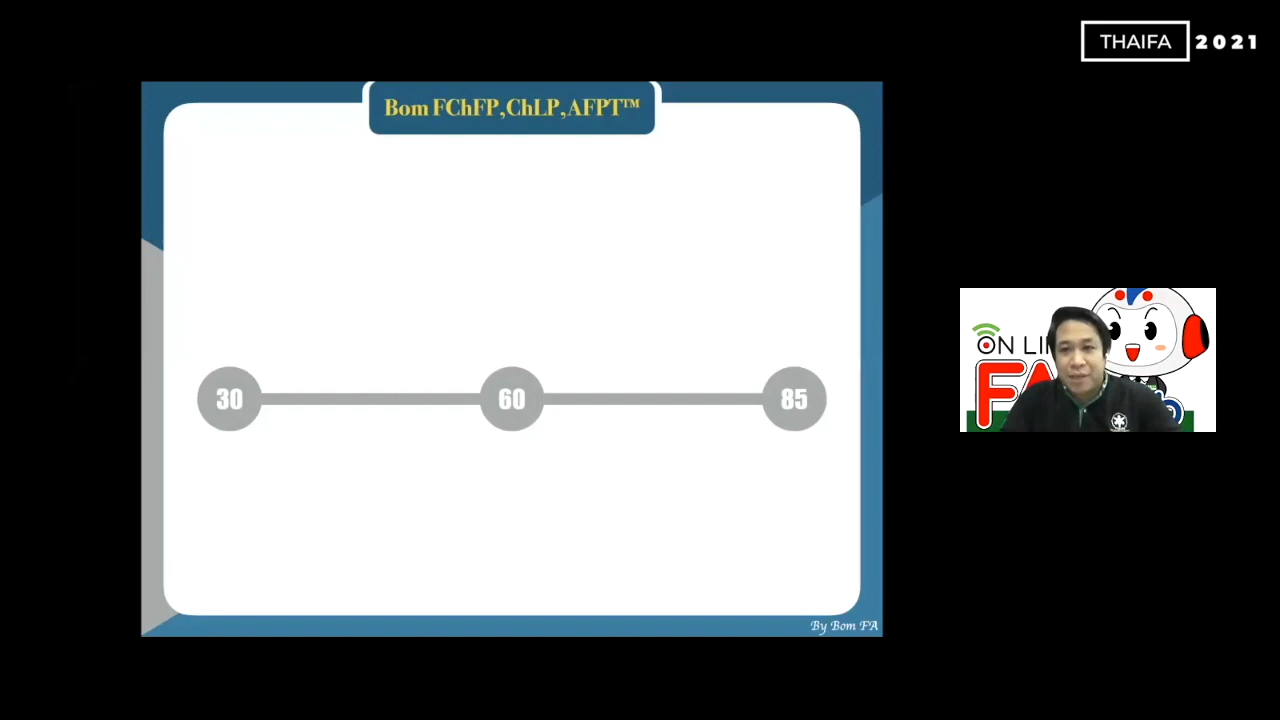 THAIFA 2021
Bom FChFP,ChLP,AFPT™
30 60 85
ON LI
FA
By Bom FA